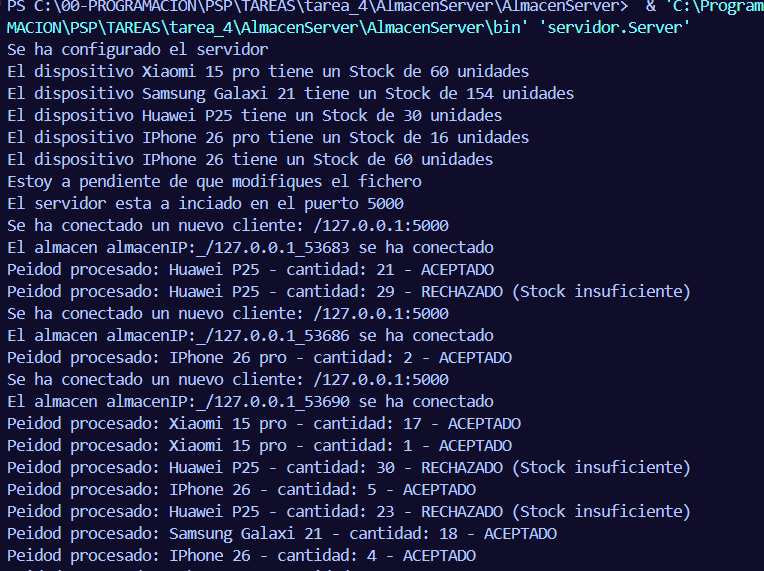 PS C:\00-PROGRAMACION\PSP\TAREAS\tarea_4\AlmacenServer\AlmacenServer>  & 'C:\Program
MACION\PSP\TAREAS\tarea_4\AlmacenServer\AlmacenServer\bin' 'servidor.Server'
Se ha configurado el servidor
El dispositivo Xiaomi 15 pro tiene un Stock de 60 unidades
El dispositivo Samsung Galaxi 21 tiene un Stock de 154 unidades
El dispositivo Huawei P25 tiene un Stock de 30 unidades
El dispositivo IPhone 26 pro tiene un Stock de 16 unidades
El dispositivo IPhone 26 tiene un Stock de 60 unidades
Estoy a pendiente de que modifiques el fichero
El servidor esta a inciado en el puerto 5000
Se ha conectado un nuevo cliente: /127.0.0.1:5000
El almacen almacenIP:_/127.0.0.1_53683 se ha conectado
Peidod procesado: Huawei P25 - cantidad: 21 - ACEPTADO
Peidod procesado: Huawei P25 - cantidad: 29 - RECHAZADO (Stock insuficiente)
Se ha conectado un nuevo cliente: /127.0.0.1:5000
El almacen almacenIP:_/127.0.0.1_53686 se ha conectado
Peidod procesado: IPhone 26 pro - cantidad: 2 - ACEPTADO
Se ha conectado un nuevo cliente: /127.0.0.1:5000
El almacen almacenIP:_/127.0.0.1_53690 se ha conectado
Peidod procesado: Xiaomi 15 pro - cantidad: 17 - ACEPTADO
Peidod procesado: Xiaomi 15 pro - cantidad: 1 - ACEPTADO
Peidod procesado: Huawei P25 - cantidad: 30 - RECHAZADO (Stock insuficiente)
Peidod procesado: IPhone 26 - cantidad: 5 - ACEPTADO
Peidod procesado: Huawei P25 - cantidad: 23 - RECHAZADO (Stock insuficiente)
Peidod procesado: Samsung Galaxi 21 - cantidad: 18 - ACEPTADO
Peidod procesado: IPhone 26 - cantidad: 4 - ACEPTADO